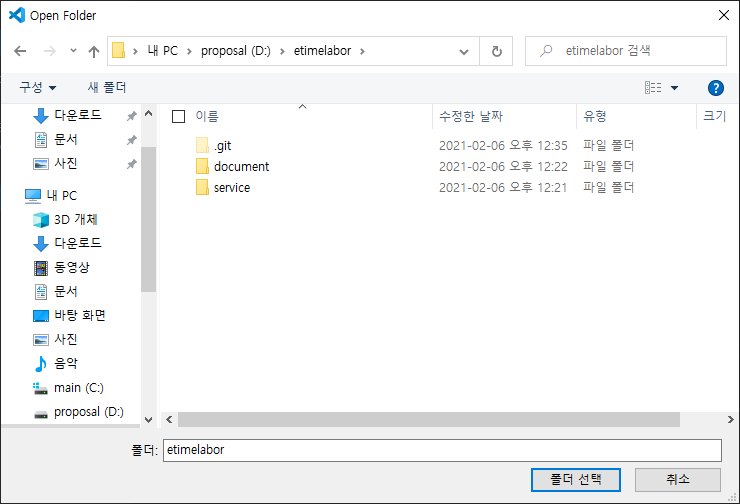 Open Folder
내 PC > proposal (D:) > etimelabor >
etimelabor 검색
구성
새 폴더
다운로드
문서
사진
내 PC
3D 개체
다운로드
동영상
문서
바탕 화면
사진
음악
main (C:)
proposal (D:)
이름 수정한 날짜 유형 크기
.git 2021-02-06 오후 12:35 파일 폴더
document 2021-02-06 오후 12:22 파일 폴더
service 2021-02-06 오후 12:21 파일 폴더
폴더: etimelabor
폴더 선택 취소